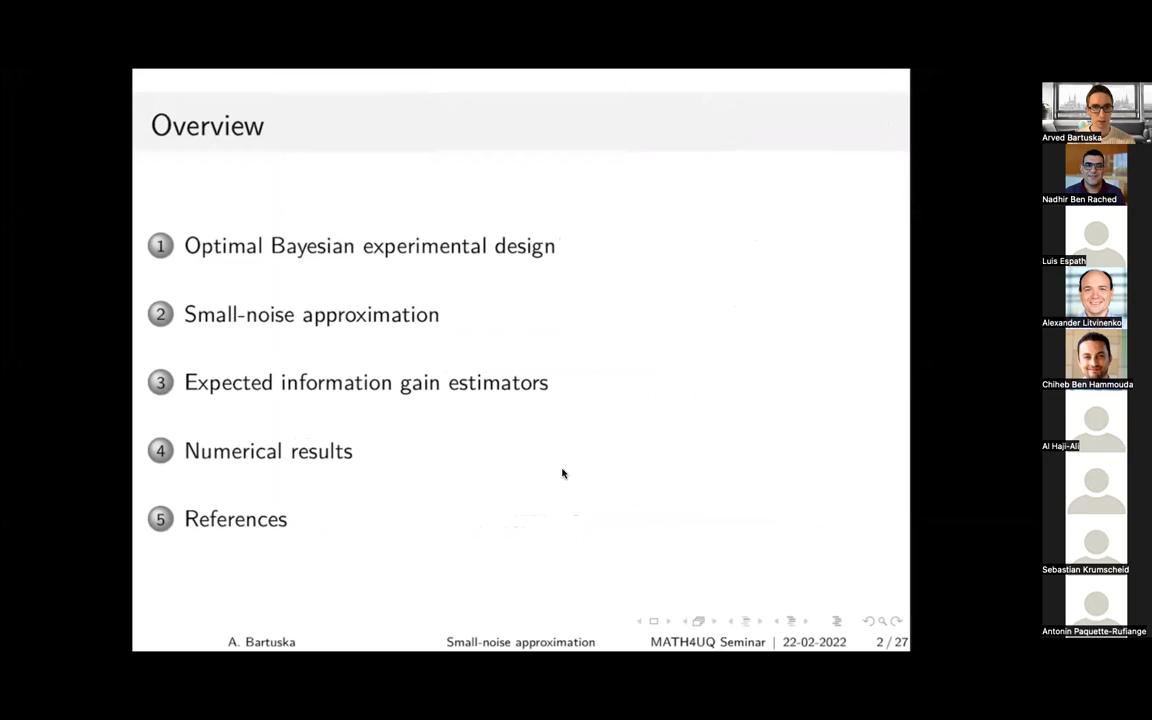 Overview
1 Optimal Bayesian experimental design
2 Small-noise approximation
3 Expected information gain estimators
4 Numerical results
5 References
A. Bartuska Small-noise approximation MATH4UQ Seminar | 22-02-2022 2 / 27
Arved Bartuska
Nadhir Ben Rached
Luis Espath
Alexander Litvinenko
Chiheb Ben Hammouda
Al Haji-Ali
Sebastian Krumscheid
Antonin Paquette-Rufiange